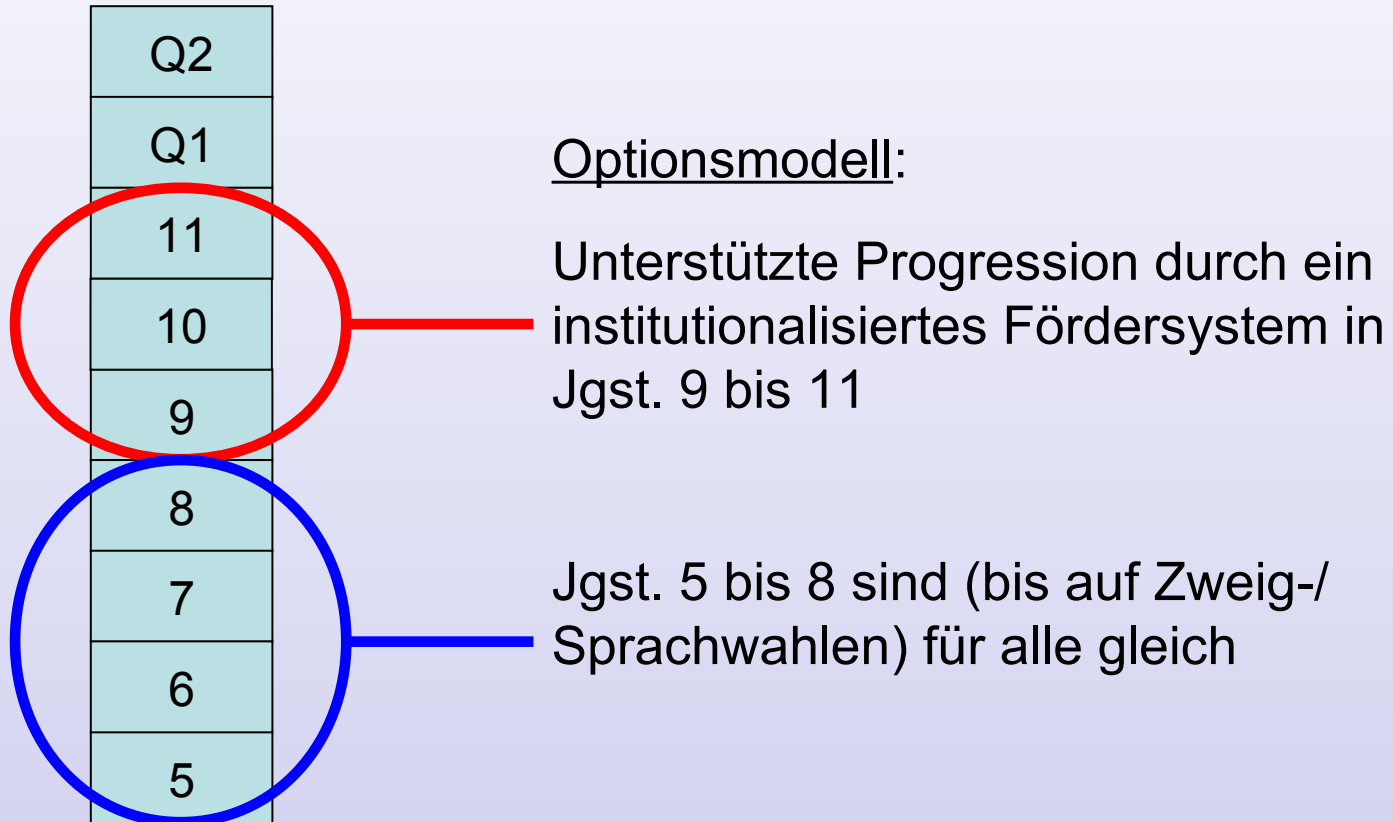 Q2
Q1
11
10
9
8
7
6
5
Optionsmodell:
Unterstützte Progression durch ein
institutionalisiertes Fördersystem in
Jgst. 9 bis 11
Jgst. 5 bis 8 sind (bis auf Zweig-/
Sprachwahlen) für alle gleich